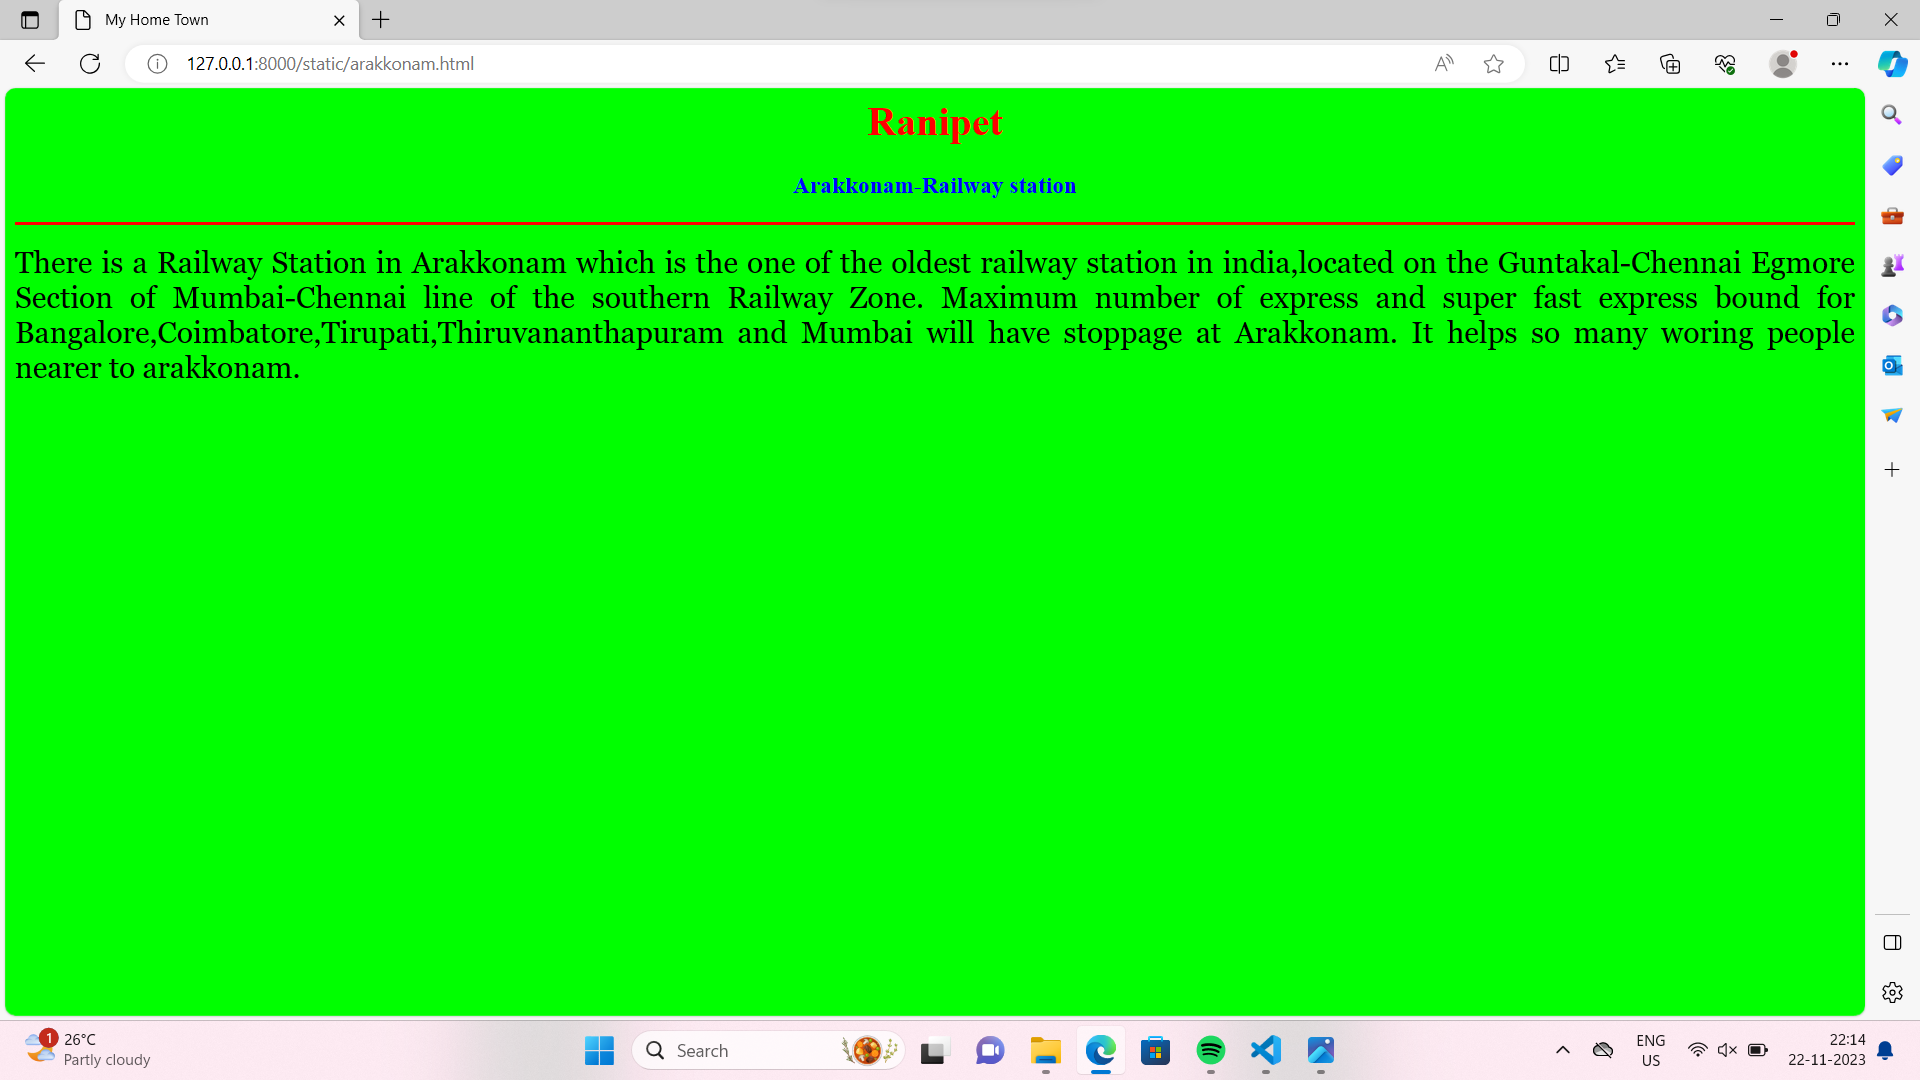 My Home Town
127.0.0.1:8000/static/arakkonam.html
Ranipet
Arakkonam-Railway station
There is a Railway Station in Arakkonam which is the one of the oldest railway station in india,located on the Guntakal-Chennai Egmore
Section of Mumbai-Chennai line of the southern Railway Zone. Maximum number of express and super fast express bound for
Bangalore,Coimbatore,Tirupati,Thiruvananthapuram and Mumbai will have stoppage at Arakkonam. It helps so many woring people
nearer to arakkonam.
1
26°C
Partly cloudy
Search
ENG
US
22:14
22-11-2023